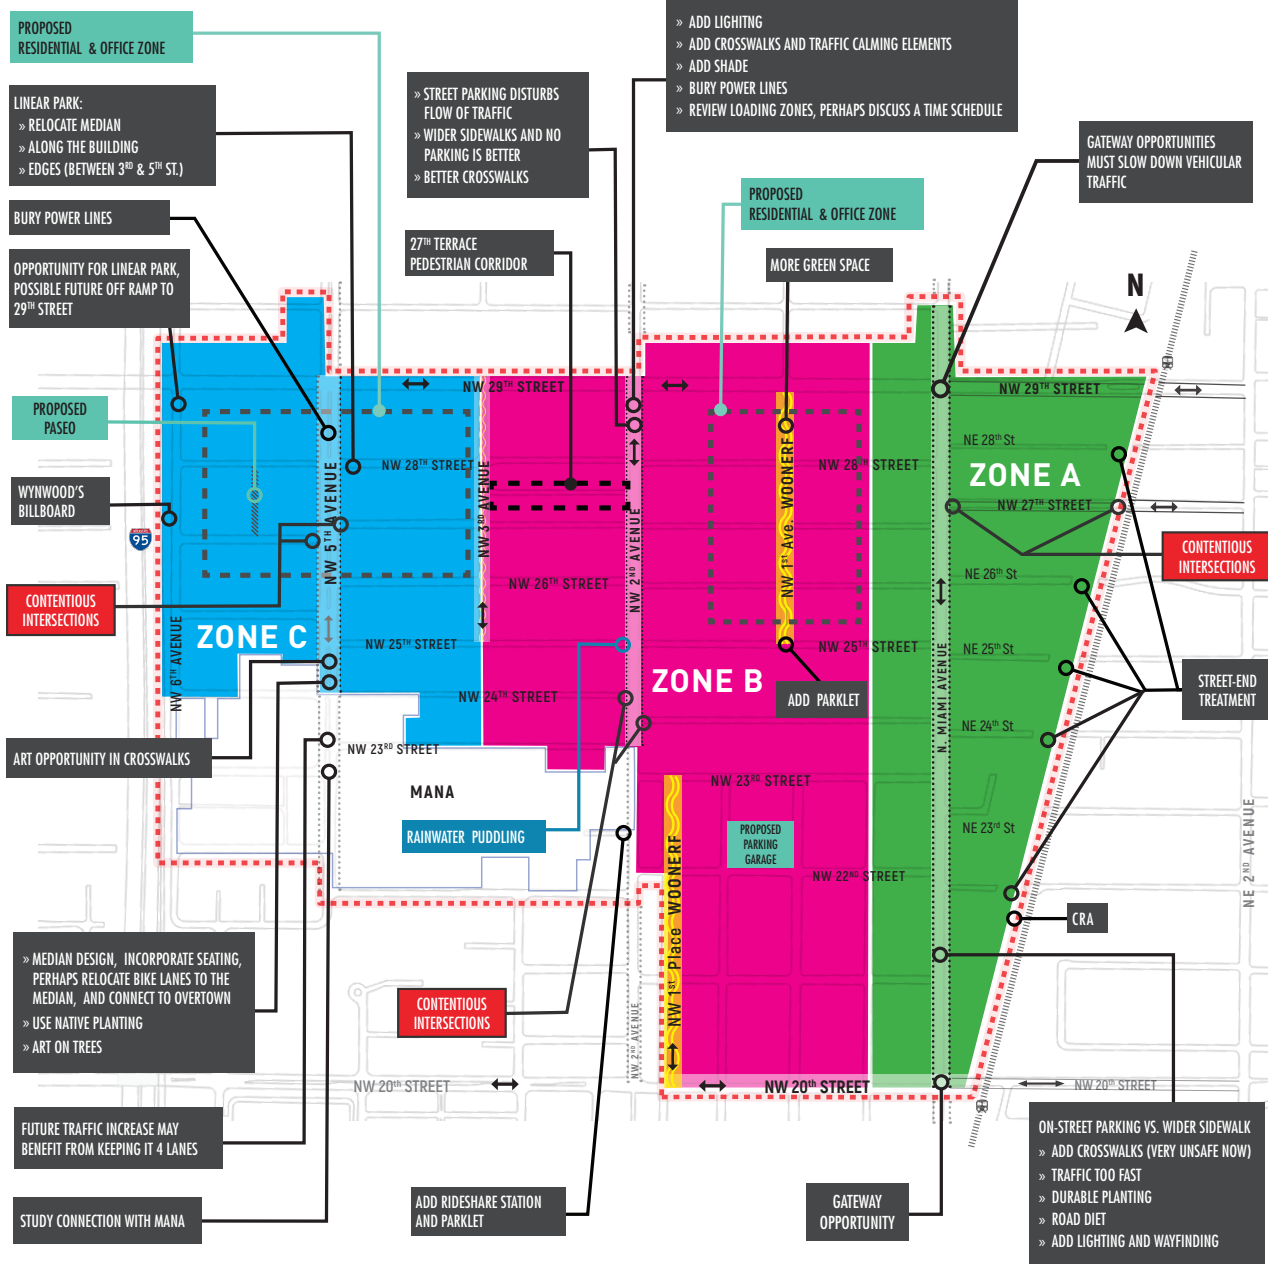 PROPOSED
RESIDENTIAL & OFFICE ZONE
LINEAR PARK:
» RELOCATE MEDIAN
» ALONG THE BUILDING
» EDGES (BETWEEN 3RD & 5TH ST.)
BURY POWER LINES
OPPORTUNITY FOR LINEAR PARK,
POSSIBLE FUTURE OFF RAMP TO
29TH STREET
» STREET PARKING DISTURBS
FLOW OF TRAFFIC
» WIDER SIDEWALKS AND NO
PARKING IS BETTER
» BETTER CROSSWALKS
27TH TERRACE
PEDESTRIAN CORRIDOR
» ADD LIGHITNG
» ADD CROSSWALKS AND TRAFFIC CALMING ELEMENTS
» ADD SHADE
» BURY POWER LINES
» REVIEW LOADING ZONES, PERHAPS DISCUSS A TIME SCHEDULE
PROPOSED
RESIDENTIAL & OFFICE ZONE
MORE GREEN SPACE
GATEWAY OPPORTUNITIES
MUST SLOW DOWN VEHICULAR
TRAFFIC
N
PROPOSED
PASEO
WYNWOOD'S
BILLBOARD
INTERSTATE
95
CONTENTIOUS
INTERSECTIONS
NW 29TH STREET
NW 29TH STREET
NW 28TH STREET
NW 28TH STREET
NE 28th St
ZONE A
NW 27TH STREET
CONTENTIOUS
INTERSECTIONS
NW 26TH STREET
NE 26th St
NW 5TH AVENUE
NW 3RD AVENUE
NW 2ND AVENUE
NW 1st Ave. WOONERF
N. MIAMI AVENUE
NW 6TH AVENUE
ZONE C
NW 25TH STREET
NW 25TH STREET
NE 25th St
ZONE B
NW 24TH STREET
ADD PARKLET
STREET-END
TREATMENT
NE 24th St
ART OPPORTUNITY IN CROSSWALKS
NW 23RD STREET
MANA
NW 23RD STREET
RAINWATER PUDDLING
PROPOSED
PARKING
GARAGE
NE 23rd St
NE 2ND AVENUE
NW 22ND STREET
NW 1st Place WOONERF
CRA
» MEDIAN DESIGN, INCORPORATE SEATING,
PERHAPS RELOCATE BIKE LANES TO THE
MEDIAN, AND CONNECT TO OVERTOWN
» USE NATIVE PLANTING
» ART ON TREES
CONTENTIOUS
INTERSECTIONS
NW 2ND AVENUE
NW 20th STREET
NW 20th STREET
NW 20th STREET
FUTURE TRAFFIC INCREASE MAY
BENEFIT FROM KEEPING IT 4 LANES
STUDY CONNECTION WITH MANA
ADD RIDESHARE STATION
AND PARKLET
GATEWAY
OPPORTUNITY
ON-STREET PARKING VS. WIDER SIDEWALK
» ADD CROSSWALKS (VERY UNSAFE NOW)
» TRAFFIC TOO FAST
» DURABLE PLANTING
» ROAD DIET
» ADD LIGHTING AND WAYFINDING